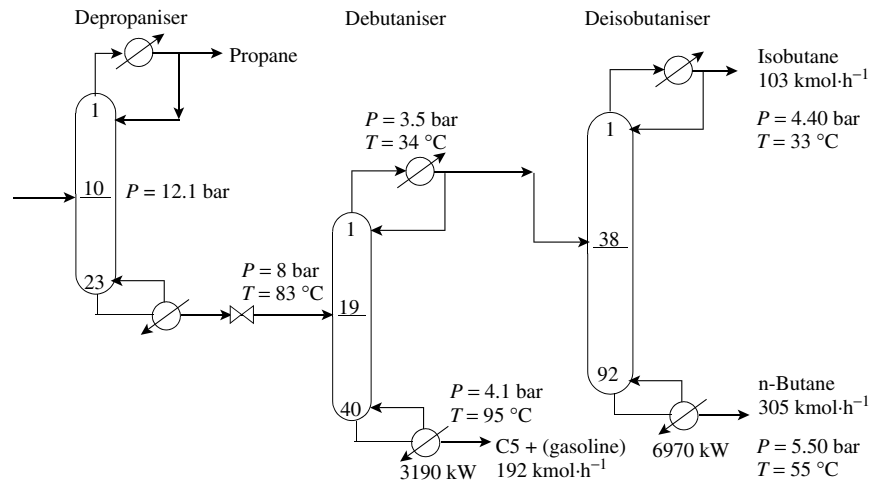 Depropaniser
Debutaniser
Deisobutaniser
Propane
1
10
P = 12.1 bar
23
P = 8 bar
T = 83 °C
P = 3.5 bar
T = 34 °C
1
19
40
P = 4.1 bar
T = 95 °C
C5 + (gasoline)
192 kmol·h⁻¹
3190 kW
1
38
92
Isobutane
103 kmol·h⁻¹
P = 4.40 bar
T = 33 °C
n-Butane
305 kmol·h⁻¹
6970 kW
P = 5.50 bar
T = 55 °C